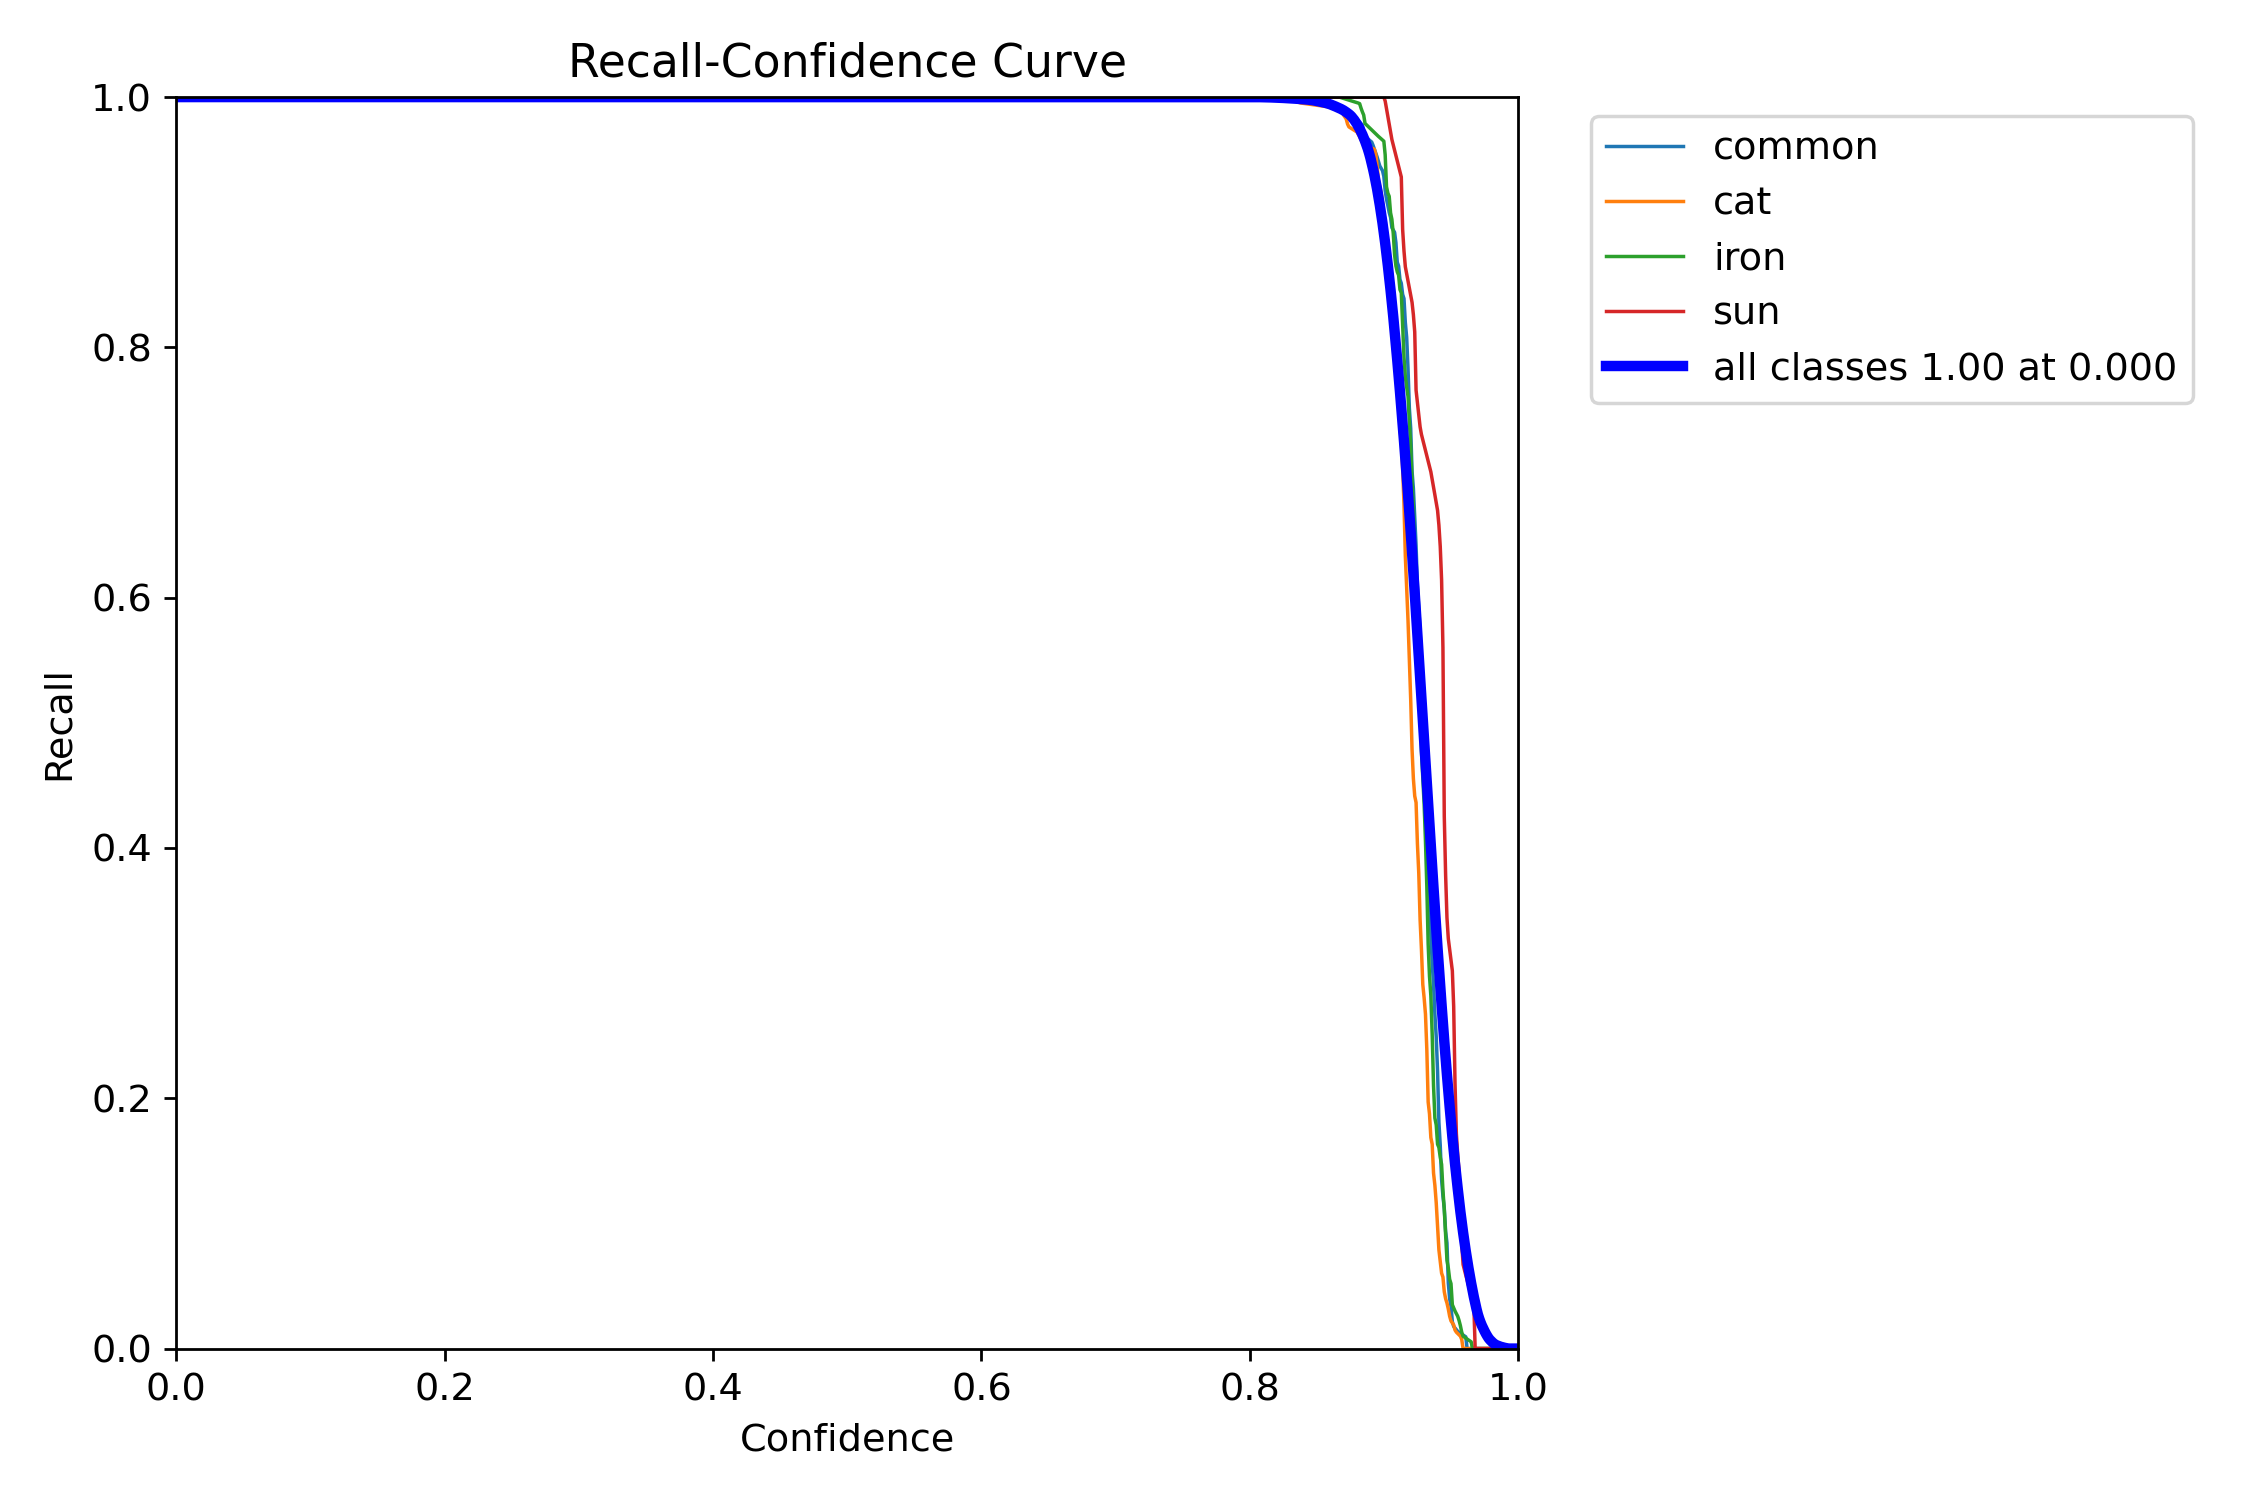 Recall-Confidence Curve
1.0
0.8
0.6
0.4
0.2
0.0
Recall
0.0 0.2 0.4 0.6 0.8 1.0
Confidence
common
cat
iron
sun
all classes 1.00 at 0.000